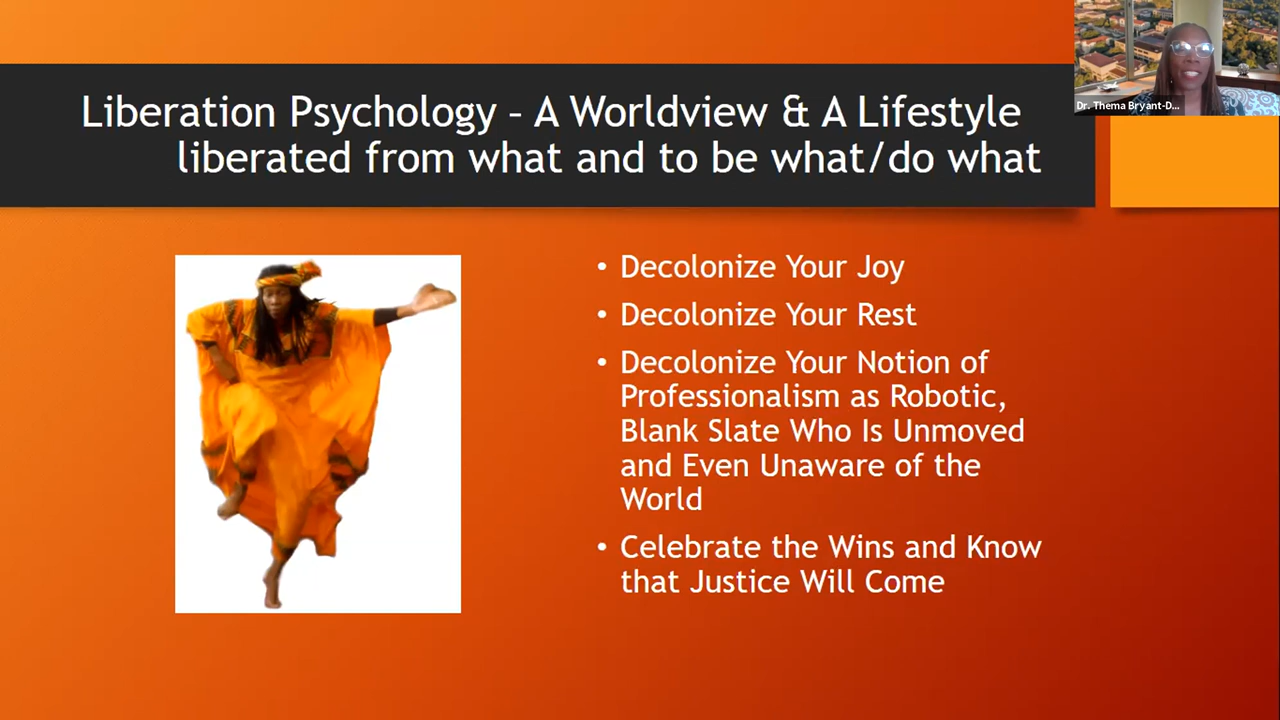 Liberation Psychology – A Worldview & A Lifestyle
liberated from what and to be what/do what
Dr. Thema Bryant-D...
• Decolonize Your Joy
• Decolonize Your Rest
• Decolonize Your Notion of
Professionalism as Robotic,
Blank Slate Who Is Unmoved
and Even Unaware of the
World
• Celebrate the Wins and Know
that Justice Will Come